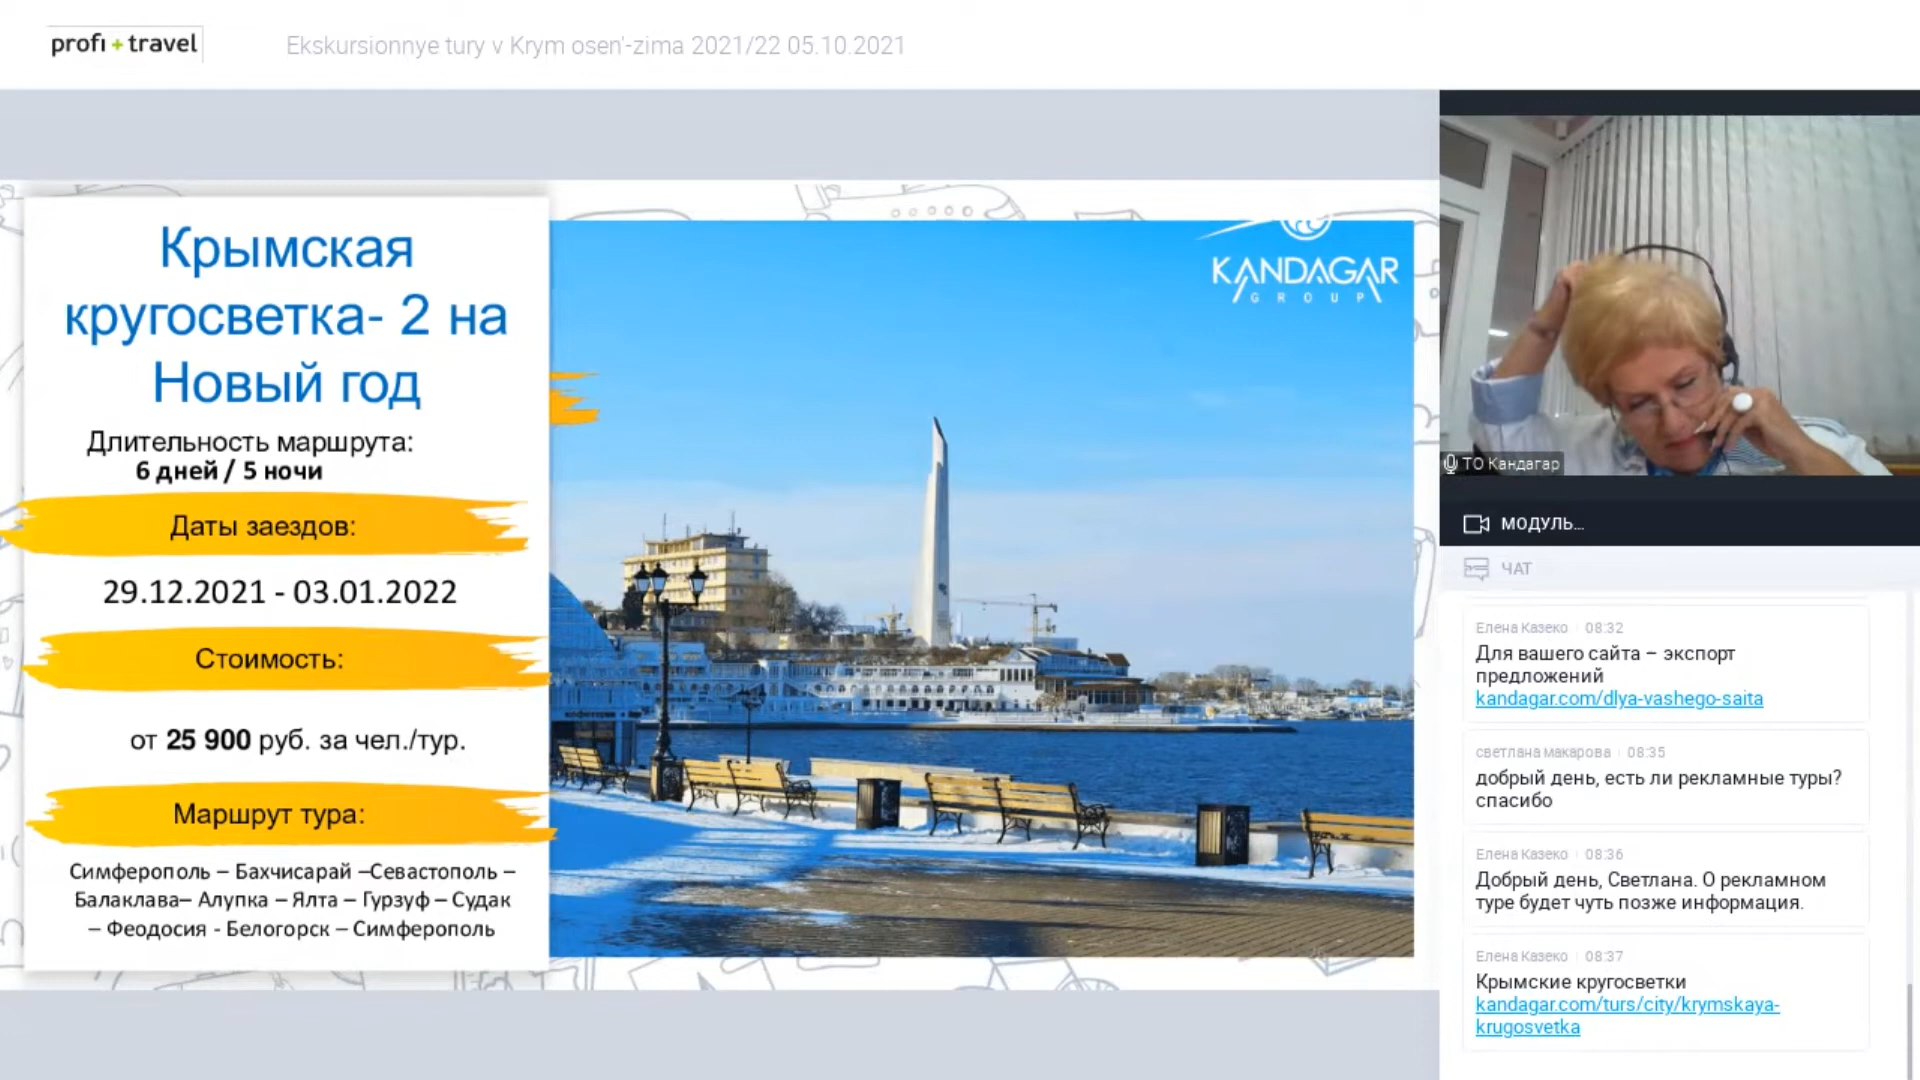 profi + travel
Ekskursionnye tury v Krym osen'-zima 2021/22 05.10.2021
Крымская
кругосветка- 2 на
Новый год
Длительность маршрута:
6 дней / 5 ночи
Даты заездов:
29.12.2021 - 03.01.2022
Стоимость:
от 25 900 руб. за чел./тур.
Маршрут тура:
Симферополь – Бахчисарай –Севастополь –
Балаклава– Алупка – Ялта – Гурзуф – Судак
– Феодосия - Белогорск – Симферополь
KANDAGAR
GROUP
ТО Кандагар
МОДУЛЬ...
ЧАТ
Елена Казеко 08:32
Для вашего сайта – экспорт
предложений
kandagar.com/dlya-vashego-saita
светлана макарова 08:35
добрый день, есть ли рекламные туры?
спасибо
Елена Казеко 08:36
Добрый день, Светлана. О рекламном
туре будет чуть позже информация.
Елена Казеко 08:37
Крымские кругосветки
kandagar.com/turs/city/krymskaya-
krugosvetka